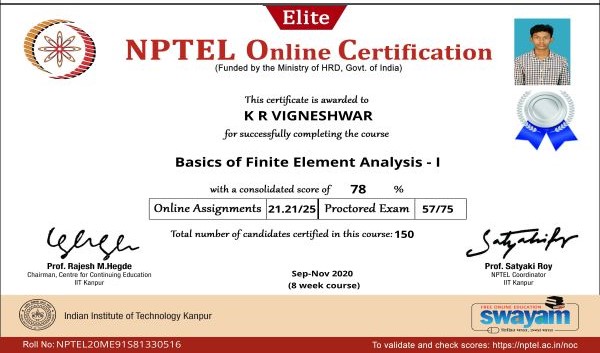 Elite
NPTEL Online Certification
(Funded by the Ministry of HRD, Govt. of India)
This certificate is awarded to
K R VIGNESHWAR
for successfully completing the course
Basics of Finite Element Analysis - I
with a consolidated score of 78 %
Online Assignments 21.21/25 Proctored Exam 57/75
Total number of candidates certified in this course: 150
Prof. Rajesh M.Hegde
Chairman, Centre for Continuing Education
IIT Kanpur
Sep-Nov 2020
(8 week course)
Prof. Satyaki Roy
NPTEL Coordinator
IIT Kanpur
Indian Institute of Technology Kanpur
FREE ONLINE EDUCATION
swayam
शिक्षित भारत, उन्नत भारत
Roll No: NPTEL20ME91S81330516
To validate and check scores: https://nptel.ac.in/noc